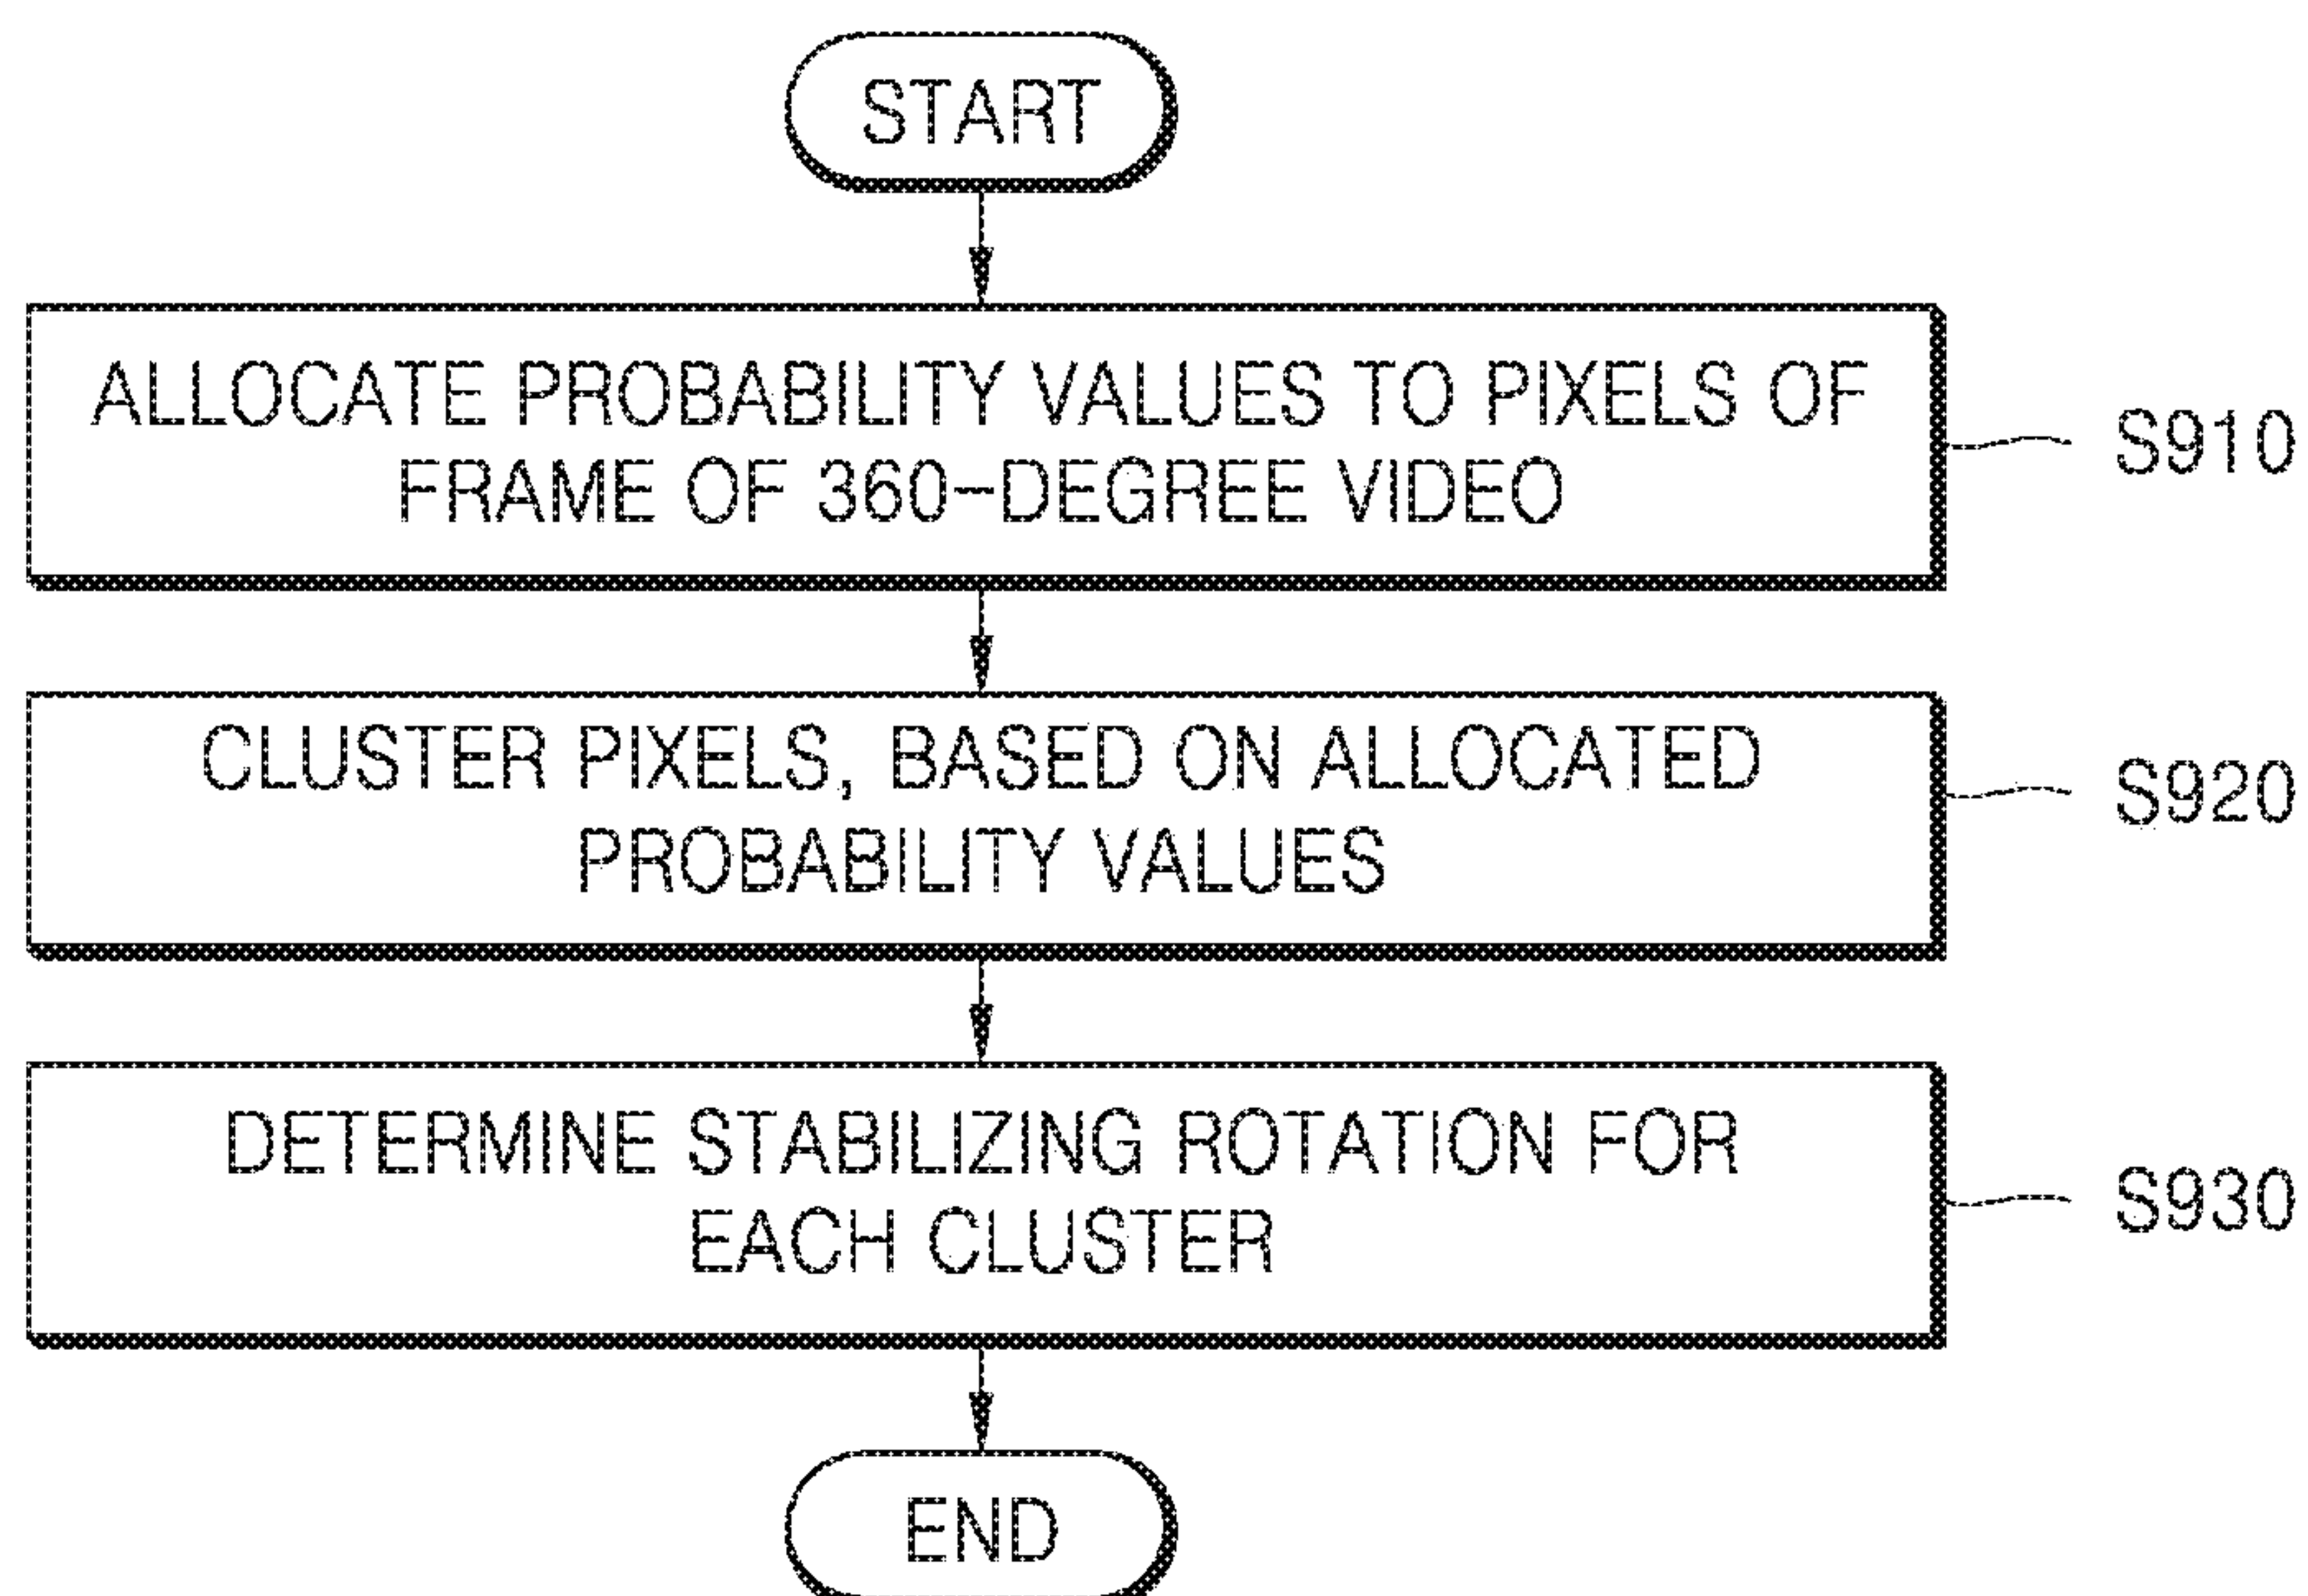 START
ALLOCATE PROBABILITY VALUES TO PIXELS OF
FRAME OF 360-DEGREE VIDEO
S910
CLUSTER PIXELS, BASED ON ALLOCATED
PROBABILITY VALUES
S920
DETERMINE STABILIZING ROTATION FOR
EACH CLUSTER
S930
END